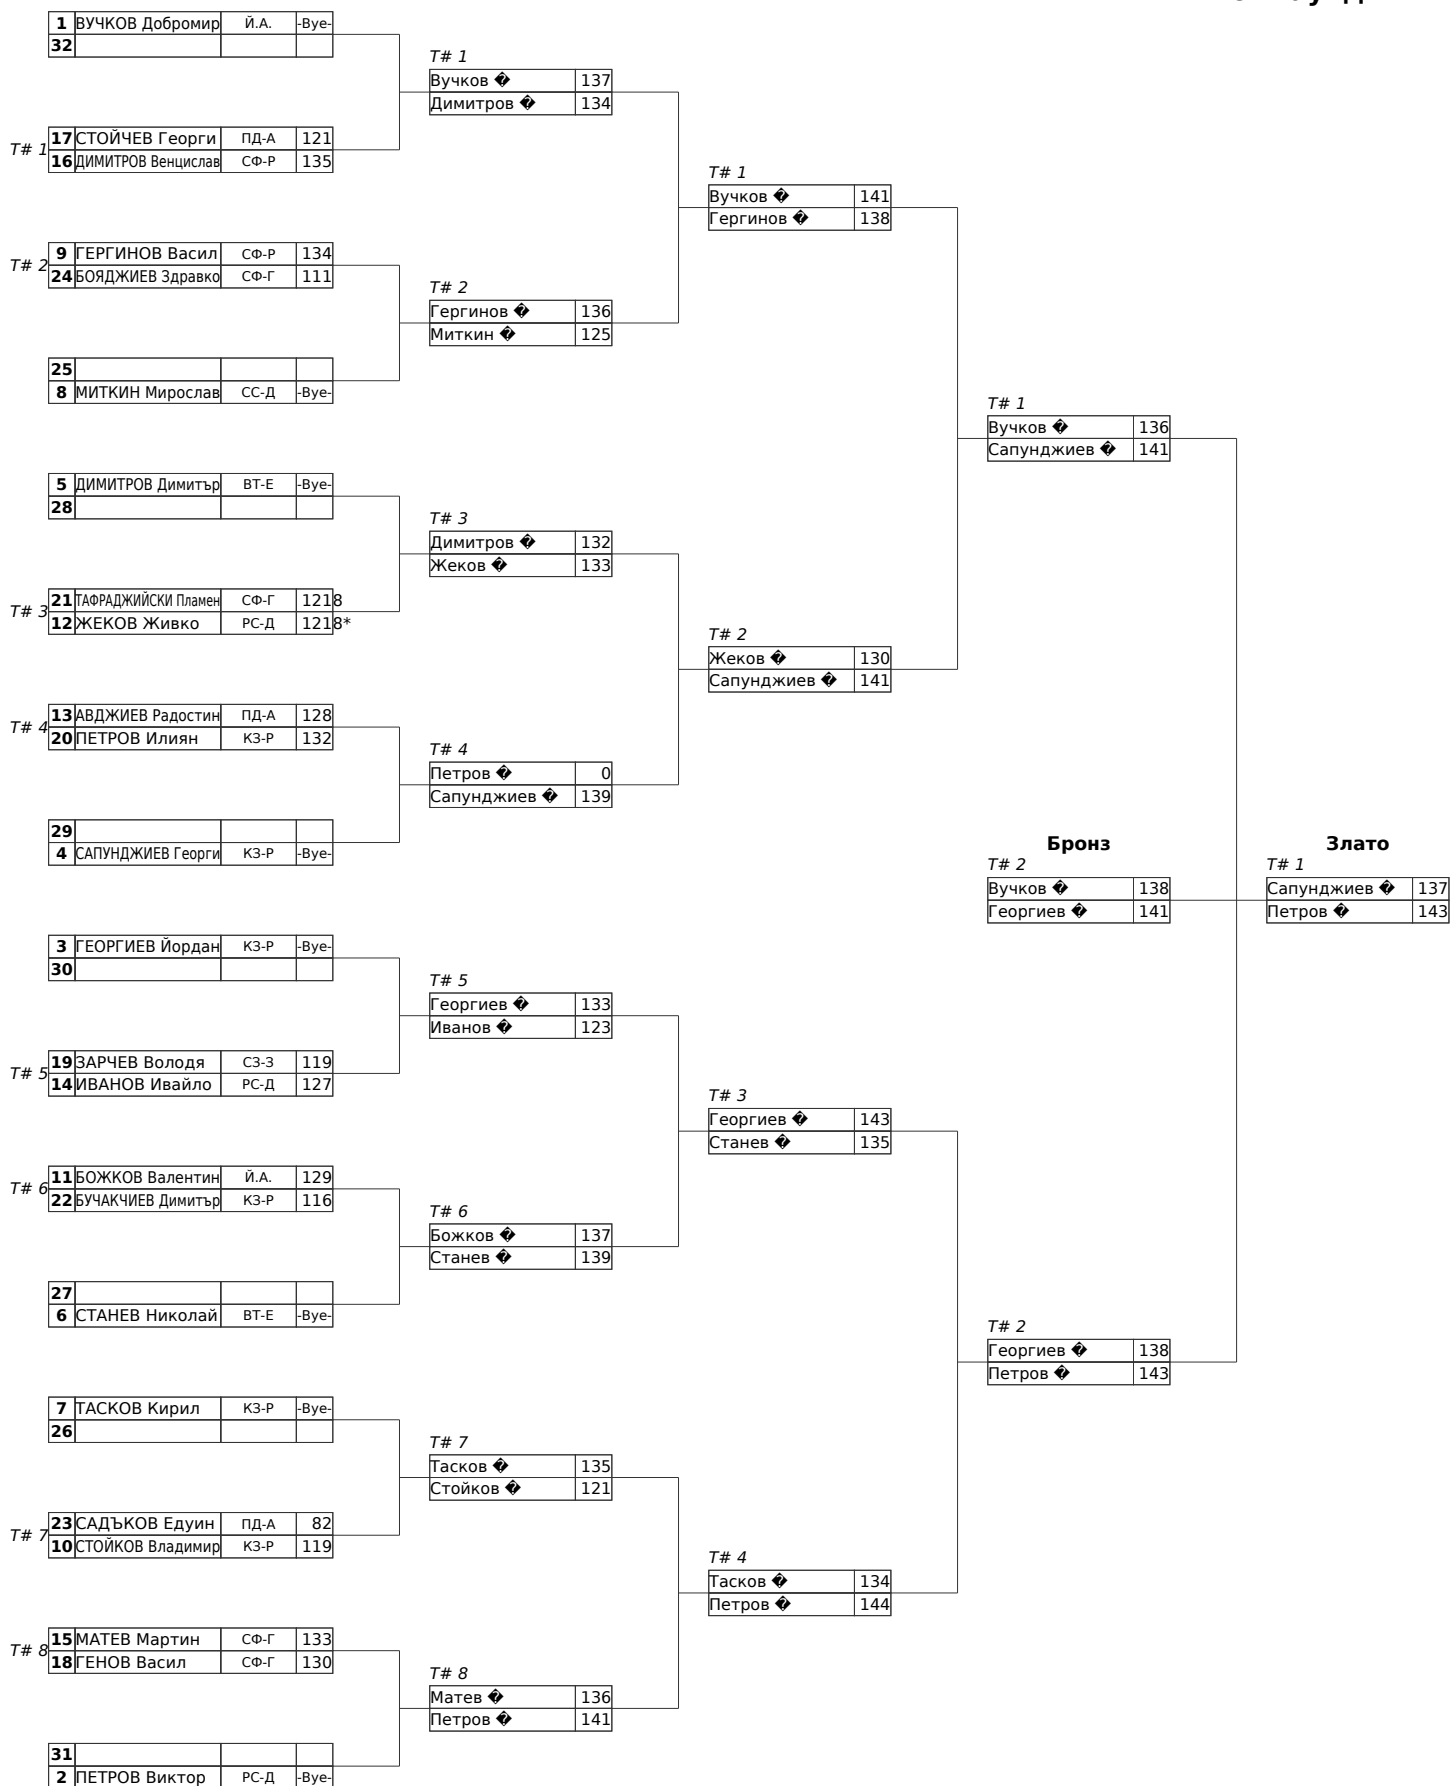 1 ВУЧКОВ Добромир Й.А. -Bye-
32
T# 1
Вучков � 137
Димитров � 134
T# 1 17 СТОЙЧЕВ Георги ПД-А 121
16 ДИМИТРОВ Венцислав СФ-Р 135
T# 1
Вучков � 141
Гергинов � 138
T# 2 9 ГЕРГИНОВ Васил СФ-Р 134
24 БОЯДЖИЕВ Здравко СФ-Г 111
T# 2
Гергинов � 136
Миткин � 125
25
8 МИТКИН Мирослав СС-Д -Bye-
T# 1
Вучков � 136
Сапунджиев � 141
5 ДИМИТРОВ Димитър ВТ-Е -Bye-
28
T# 3
Димитров � 132
Жеков � 133
T# 3 21 ТАФРАДЖИЙСКИ Пламен СФ-Г 1218
12 ЖЕКОВ Живко РС-Д 1218*
T# 2
Жеков � 130
Сапунджиев � 141
T# 4 13 АВДЖИЕВ Радостин ПД-А 128
20 ПЕТРОВ Илиян КЗ-Р 132
T# 4
Петров � 0
Сапунджиев � 139
29
4 САПУНДЖИЕВ Георги КЗ-Р -Bye-
Бронз Злато
T# 2 T# 1
Вучков � 138 Сапунджиев � 137
Георгиев � 141 Петров � 143
3 ГЕОРГИЕВ Йордан КЗ-Р -Bye-
30
T# 5
Георгиев � 133
Иванов � 123
T# 5 19 ЗАРЧЕВ Володя СЗ-З 119
14 ИВАНОВ Ивайло РС-Д 127
T# 3
Георгиев � 143
Станев � 135
T# 6 11 БОЖКОВ Валентин Й.А. 129
22 БУЧАКЧИЕВ Димитър КЗ-Р 116
T# 6
Божков � 137
Станев � 139
27
6 СТАНЕВ Николай ВТ-Е -Bye-
T# 2
Георгиев � 138
Петров � 143
7 ТАСКОВ Кирил КЗ-Р -Bye-
26
T# 7
Тасков � 135
Стойков � 121
T# 7 23 САДЪКОВ Едуин ПД-А 82
10 СТОЙКОВ Владимир КЗ-Р 119
T# 4
Тасков � 134
Петров � 144
T# 8 15 МАТЕВ Мартин СФ-Г 133
18 ГЕНОВ Васил СФ-Г 130
T# 8
Матев � 136
Петров � 141
31
2 ПЕТРОВ Виктор РС-Д -Bye-